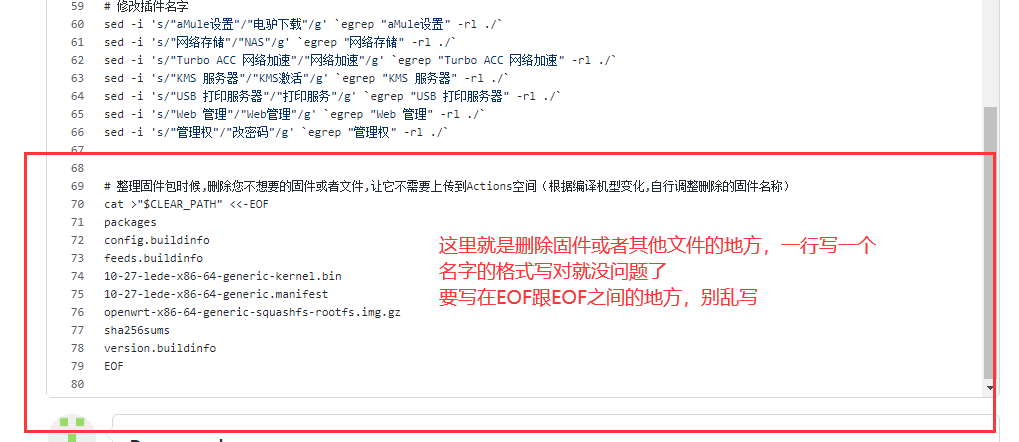 59 # 修改插件名字
60 sed -i 's/"aMule设置"/"电驴下载"/g' `egrep "aMule设置" -rl ./`
61 sed -i 's/"网络存储"/"NAS"/g' `egrep "网络存储" -rl ./`
62 sed -i 's/"Turbo ACC 网络加速"/"网络加速"/g' `egrep "Turbo ACC 网络加速" -rl ./`
63 sed -i 's/"KMS 服务器"/"KMS激活"/g' `egrep "KMS 服务器" -rl ./`
64 sed -i 's/"USB 打印服务器"/"打印服务"/g' `egrep "USB 打印服务器" -rl ./`
65 sed -i 's/"Web 管理"/"Web管理"/g' `egrep "Web 管理" -rl ./`
66 sed -i 's/"管理权"/"改密码"/g' `egrep "管理权" -rl ./`
67
68
69 # 整理固件包时候,删除您不想要的固件或者文件,让它不需要上传到Actions空间（根据编译机型变化,自行调整删除的固件名称）
70 cat >"$CLEAR_PATH" <<-EOF
71 packages
72 config.buildinfo
73 feeds.buildinfo
74 10-27-lede-x86-64-generic-kernel.bin
75 10-27-lede-x86-64-generic.manifest
76 openwrt-x86-64-generic-squashfs-rootfs.img.gz
77 sha256sums
78 version.buildinfo
79 EOF
80
这里就是删除固件或者其他文件的地方，一行写一个
名字的格式写对就没问题了
要写在EOF跟EOF之间的地方，别乱写